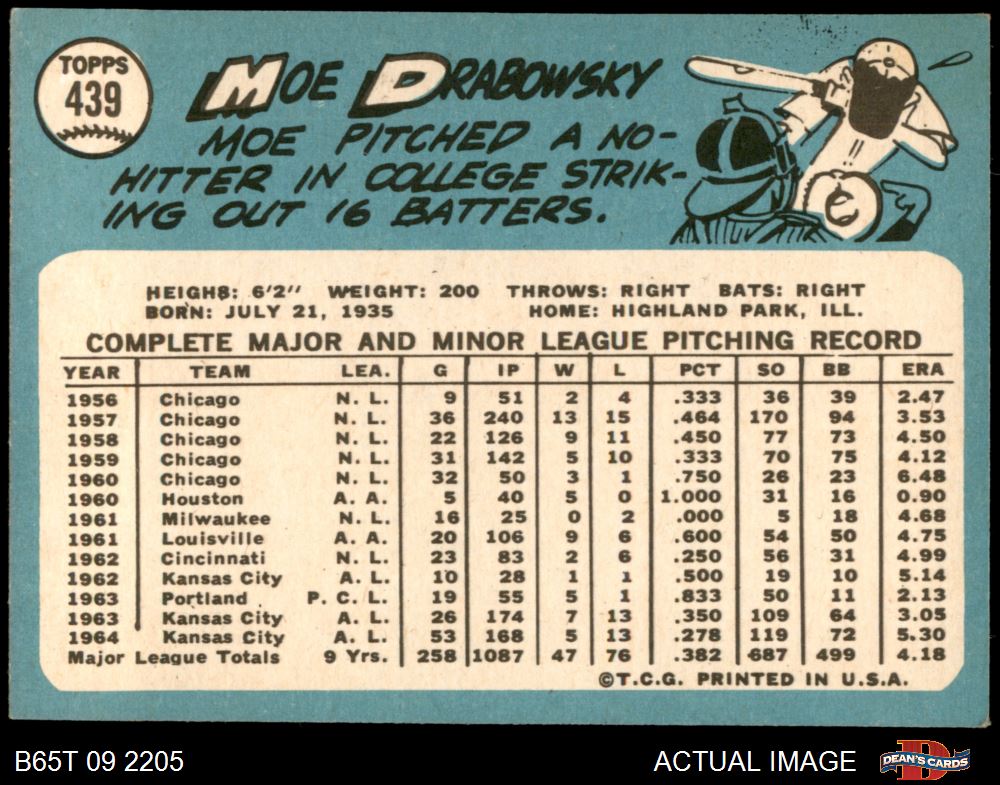 TOPPS
439
MOE DRABOWSKY
MOE PITCHED A NO-
HITTER IN COLLEGE STRIK-
ING OUT 16 BATTERS.
HEIGH8: 6'2" WEIGHT: 200 THROWS: RIGHT BATS: RIGHT
BORN: JULY 21, 1935 HOME: HIGHLAND PARK, ILL.
COMPLETE MAJOR AND MINOR LEAGUE PITCHING RECORD
YEAR TEAM LEA. G IP W L PCT SO BB ERA
1956 Chicago N. L. 9 51 2 4 .333 36 39 2.47
1957 Chicago N. L. 36 240 13 15 .464 170 94 3.53
1958 Chicago N. L. 22 126 9 11 .450 77 73 4.50
1959 Chicago N. L. 31 142 5 10 .333 70 75 4.12
1960 Chicago N. L. 32 50 3 1 .750 26 23 6.48
1960 Houston A. A. 5 40 5 0 1.000 31 16 0.90
1961 Milwaukee N. L. 16 25 0 2 .000 5 18 4.68
1961 Louisville A. A. 20 106 9 6 .600 54 50 4.75
1962 Cincinnati N. L. 23 83 2 6 .250 56 31 4.99
1962 Kansas City A. L. 10 28 1 1 .500 19 10 5.14
1963 Portland P. C. L. 19 55 5 1 .833 50 11 2.13
1963 Kansas City A. L. 26 174 7 13 .350 109 64 3.05
1964 Kansas City A. L. 53 168 5 13 .278 119 72 5.30
Major League Totals 9 Yrs. 258 1087 47 76 .382 687 499 4.18
©T.C.G. PRINTED IN U.S.A.
B65T 09 2205 ACTUAL IMAGE D DEAN'S CARDS